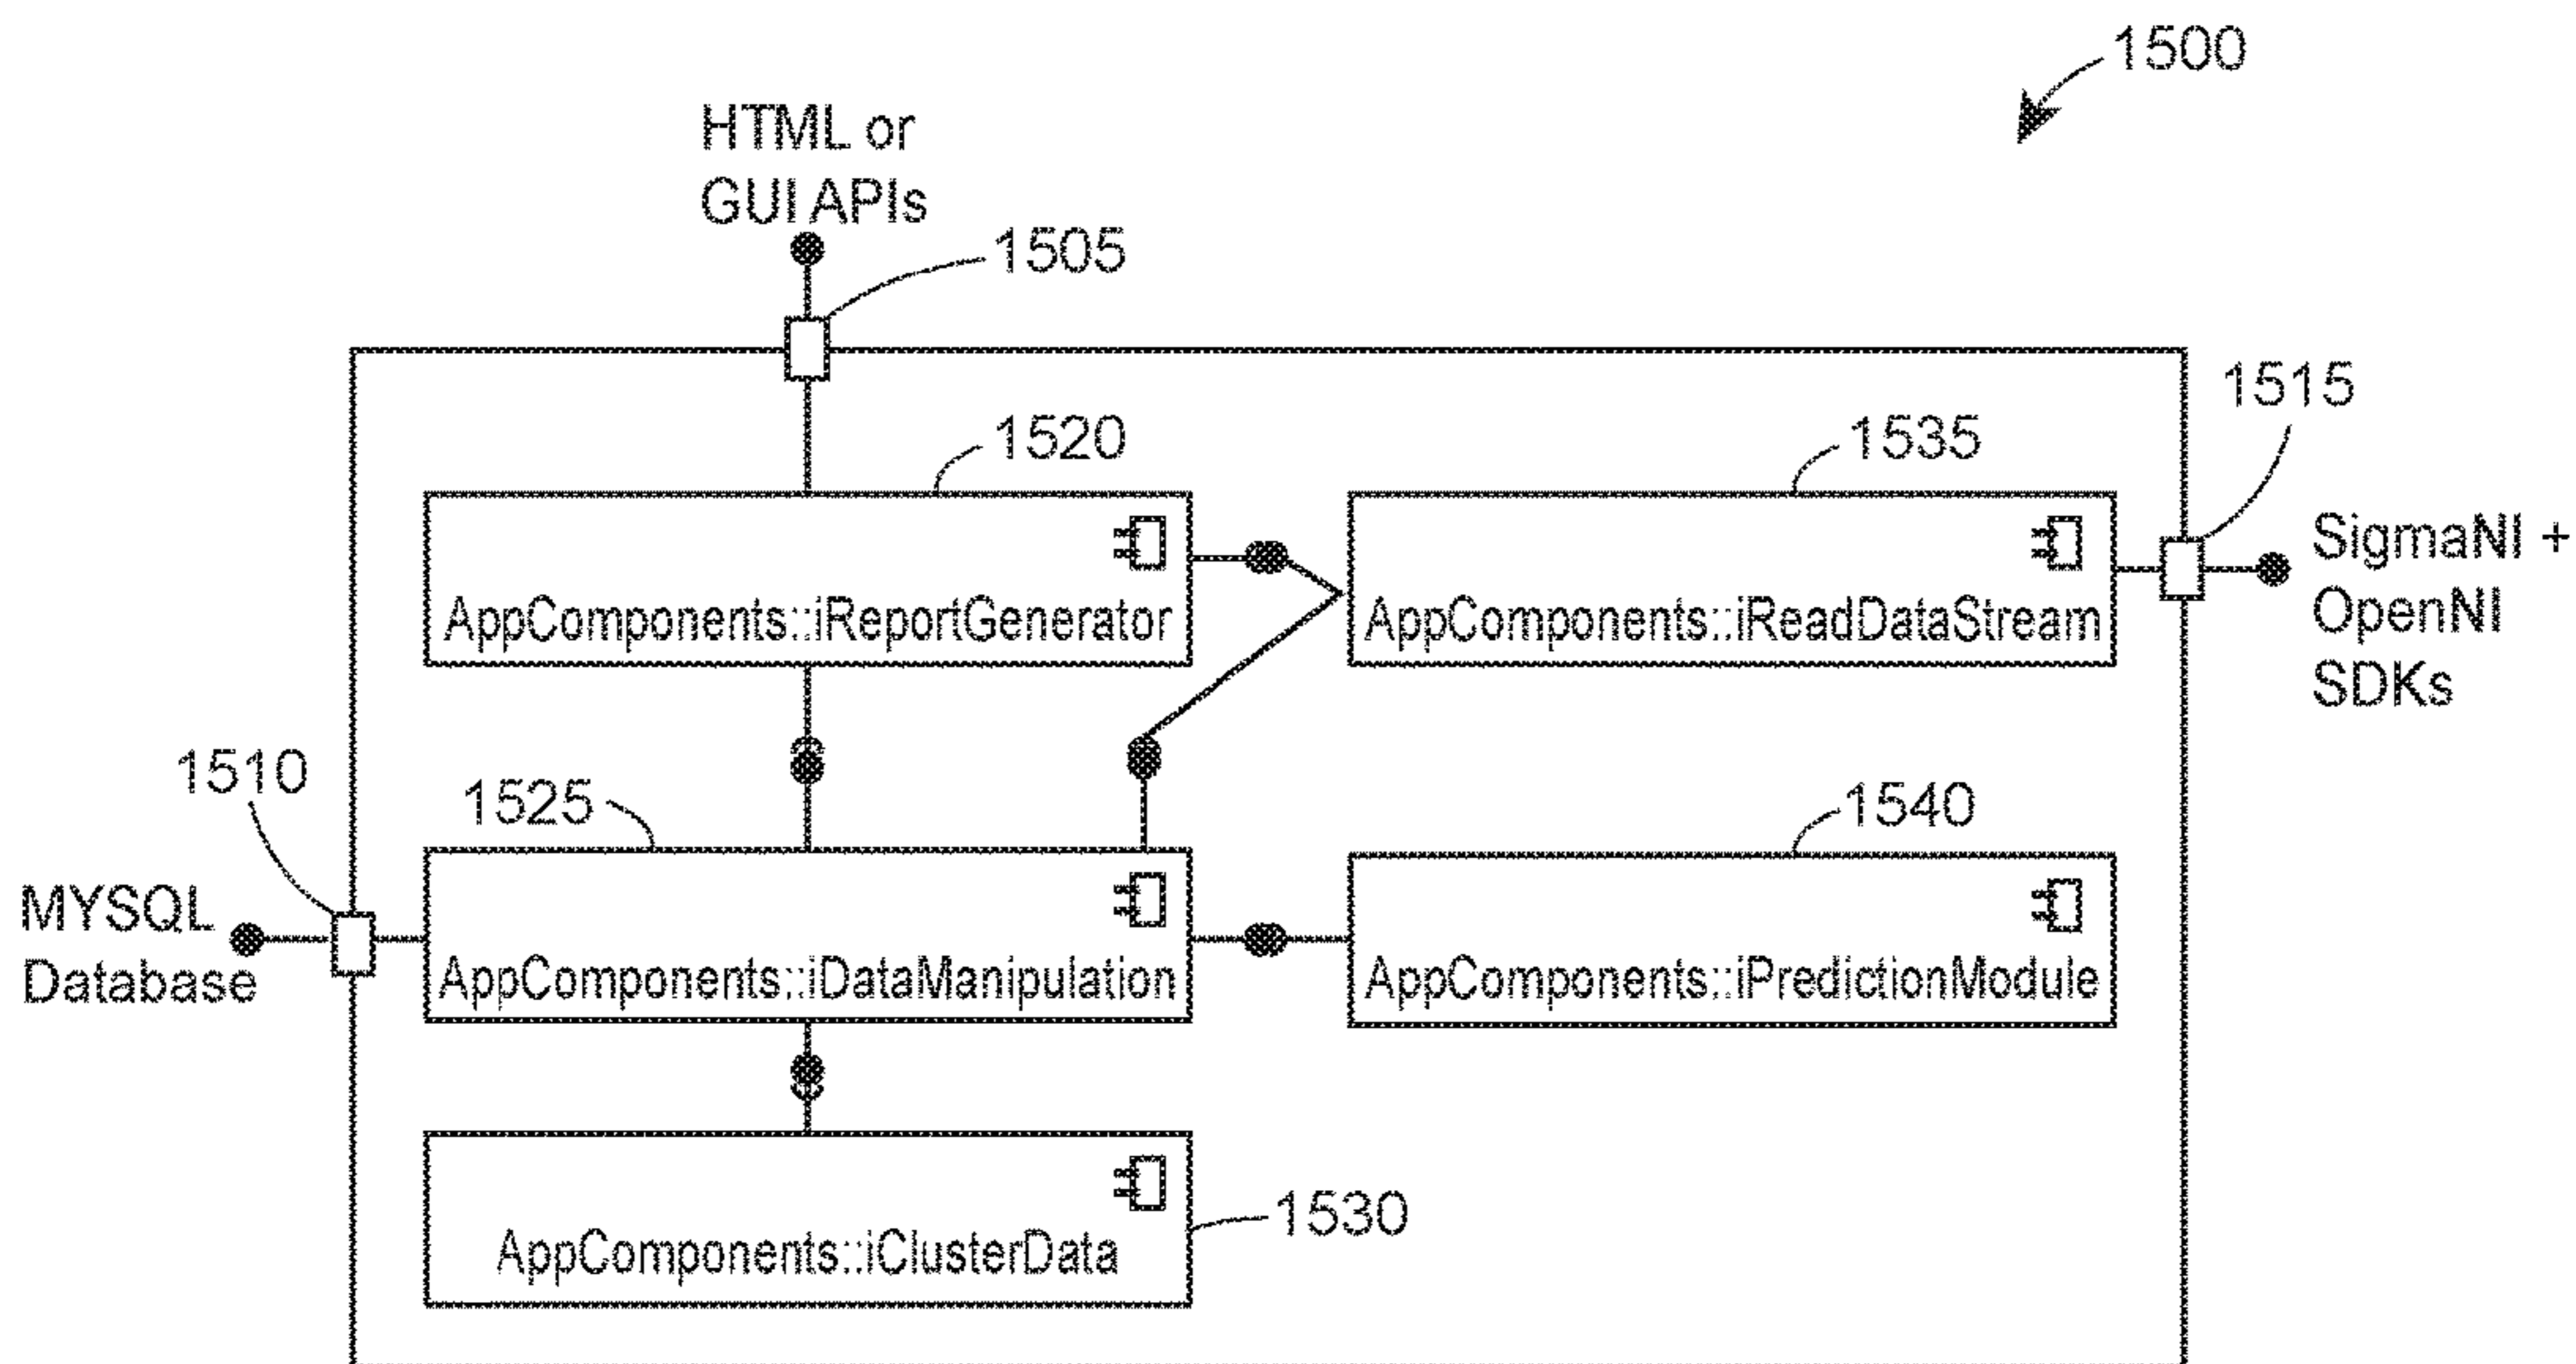 1500
HTML or
GUI APIs
1505
1515
1520
1535
SigmaNI +
OpenNI
SDKs
AppComponents::iReportGenerator
AppComponents::iReadDataStream
1510
1525
1540
MYSQL
Database
AppComponents::iDataManipulation
AppComponents::iPredictionModule
1530
AppComponents::iClusterData